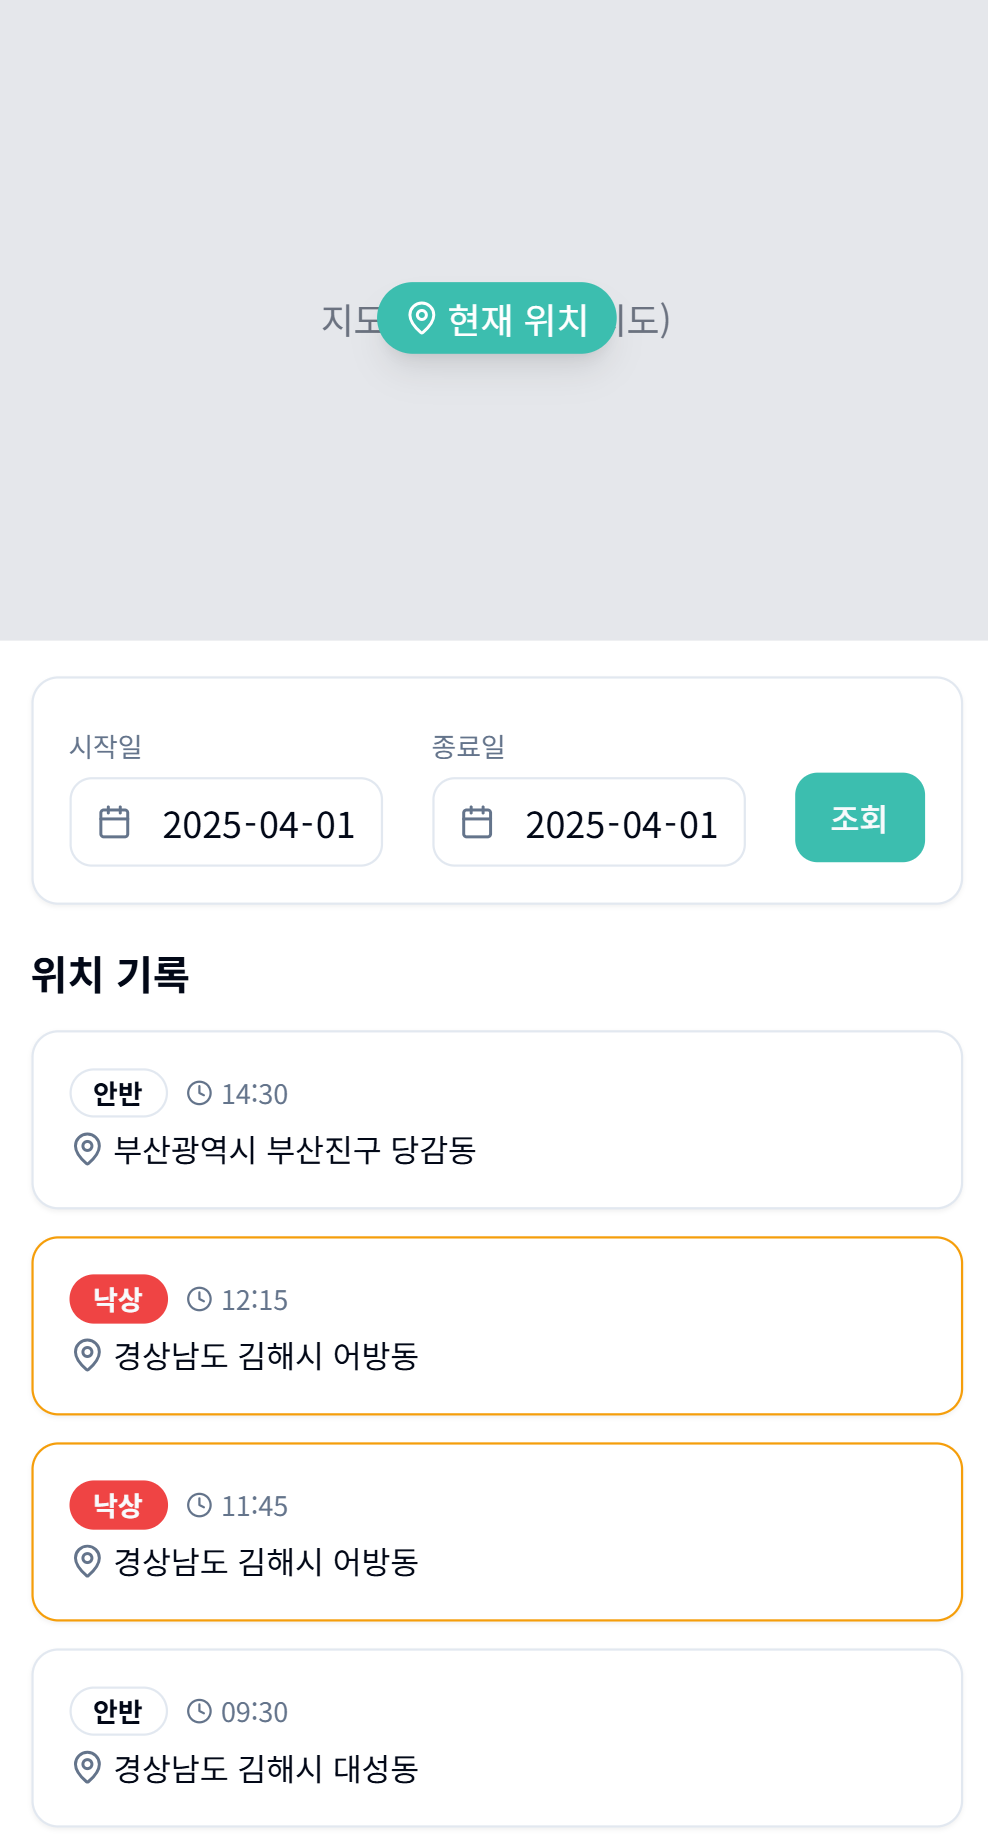 지도 현재 위치 지도)
시작일 종료일
2025-04-01 2025-04-01 조회
위치 기록
안반 14:30
부산광역시 부산진구 당감동
낙상 12:15
경상남도 김해시 어방동
낙상 11:45
경상남도 김해시 어방동
안반 09:30
경상남도 김해시 대성동